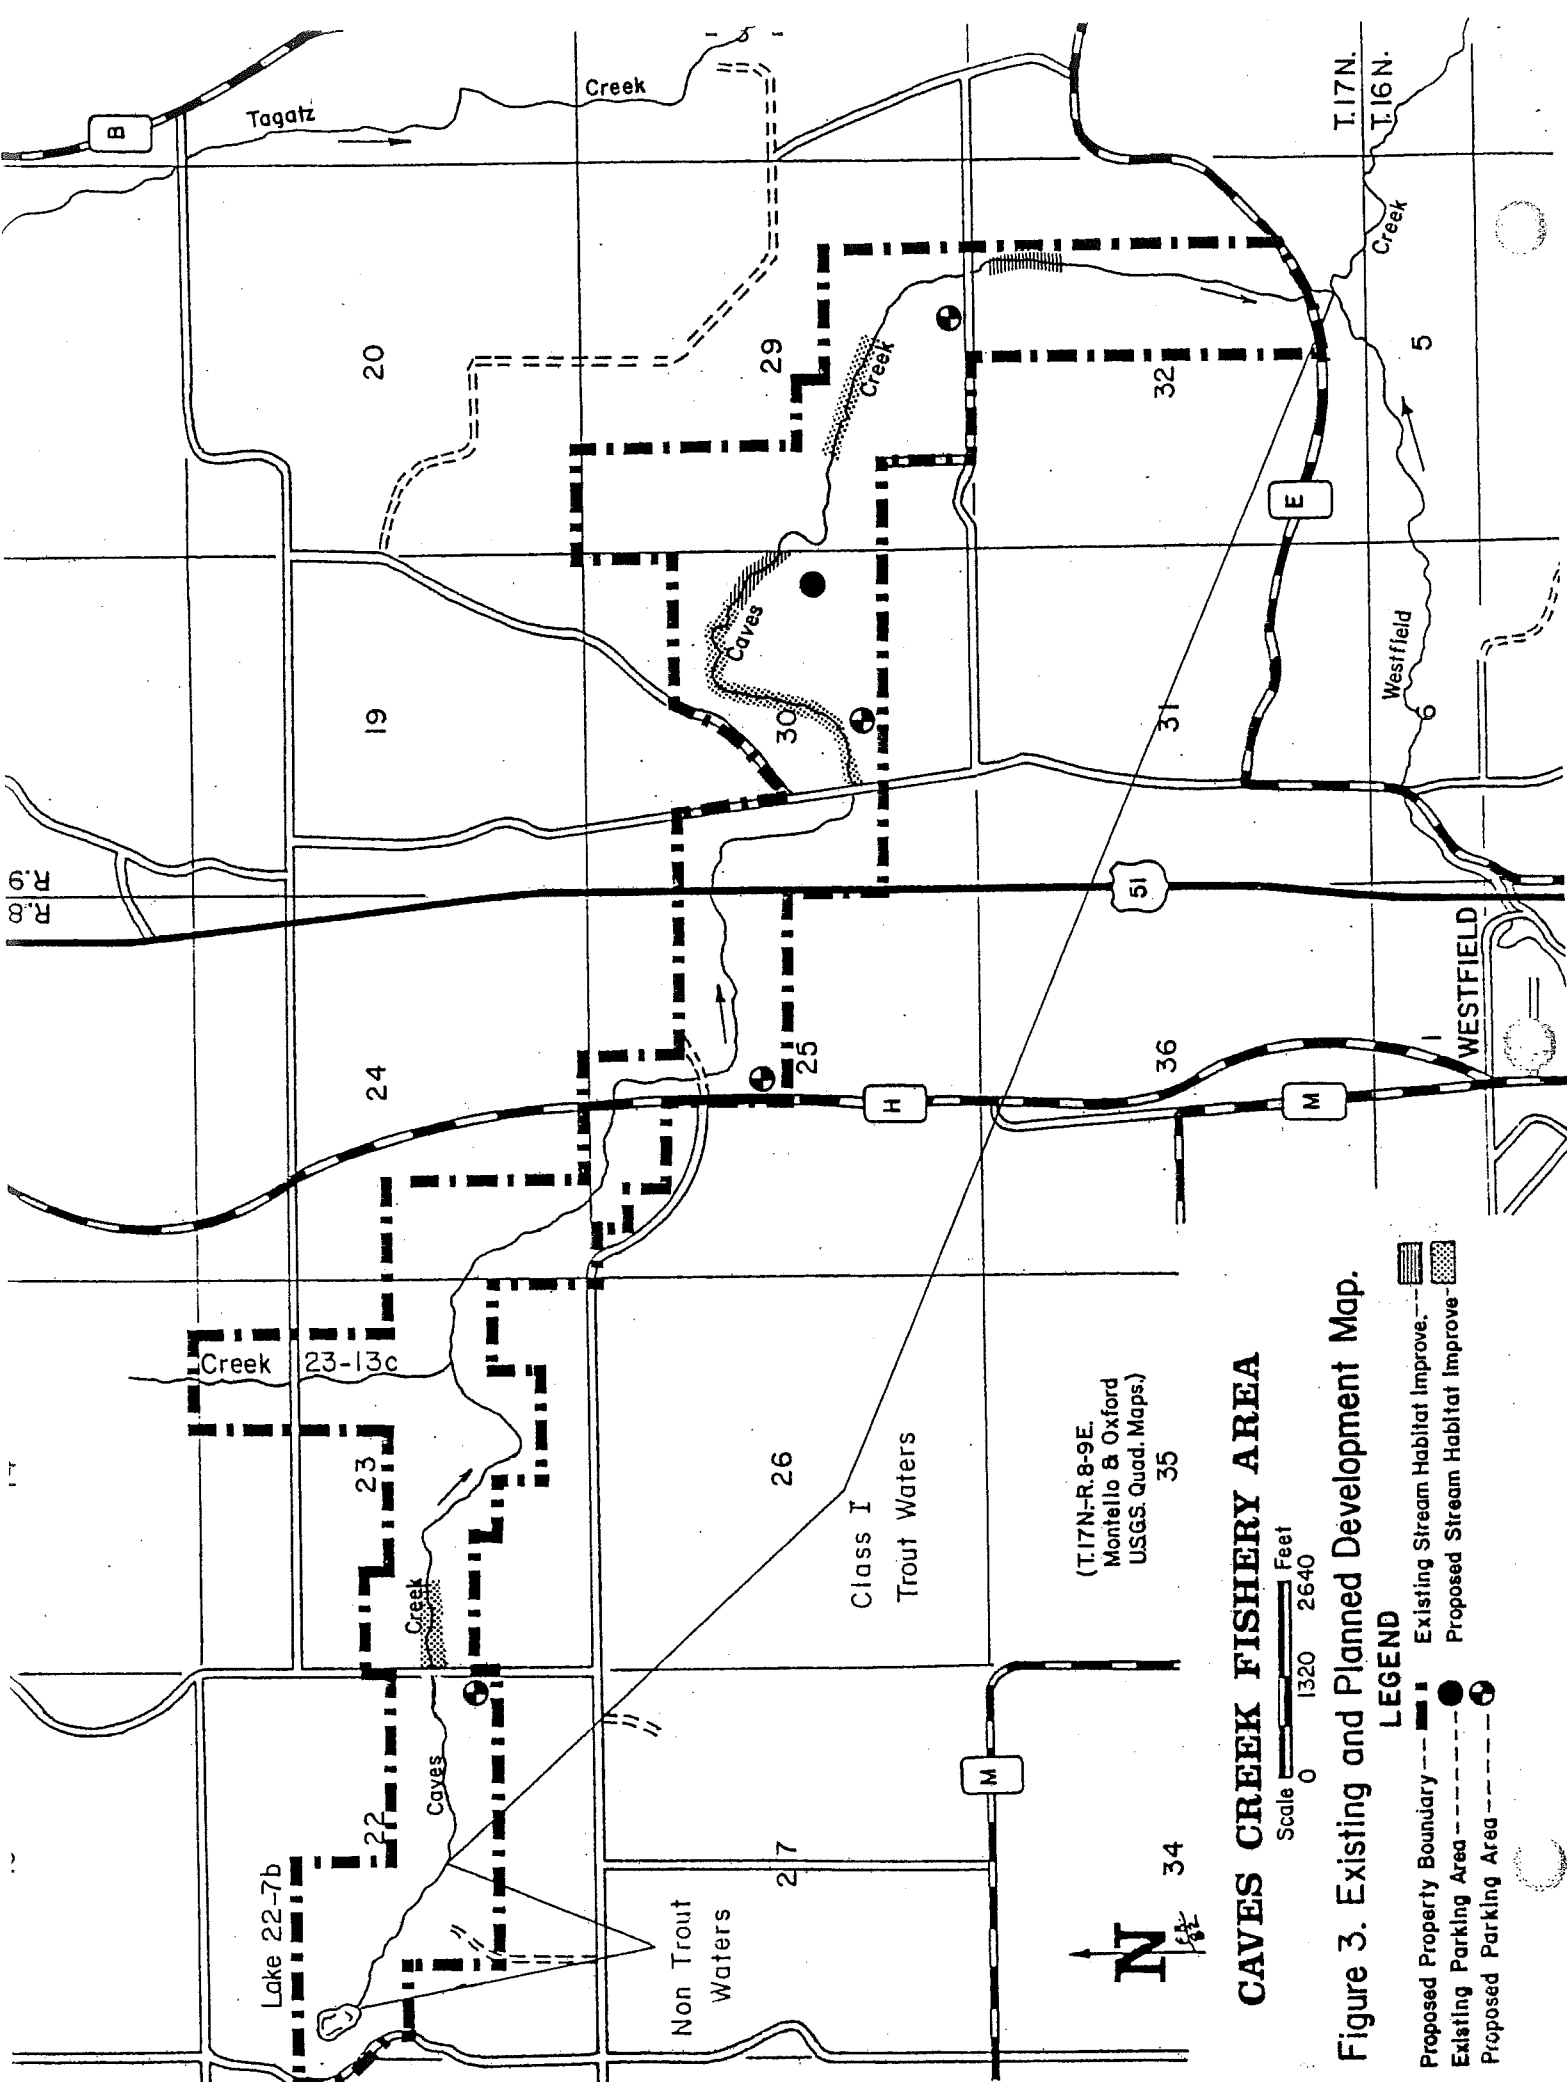 B
Tagatz
Creek
20
29
Creek
32
T.17N.
T.16N.
Creek
5
E
19
30
Caves
31
Westfield
6
R.9
R.8
51
WESTFIELD
24
25
H
36
1
M
Creek 23-13c
23
Creek
26
Class I
Trout Waters
(T.17N.-R.8-9E.
Montello & Oxford
U.S.G.S. Quad. Maps.)
35
Lake 22-7b
22
Caves
Non Trout
Waters
27
M
34
N
CAVES CREEK FISHERY AREA
Scale 0 1320 2640 Feet
Figure 3. Existing and Planned Development Map.
LEGEND
Proposed Property Boundary---
Existing Parking Area-------
Proposed Parking Area------
Existing Stream Habitat Improve.--
Proposed Stream Habitat Improve-